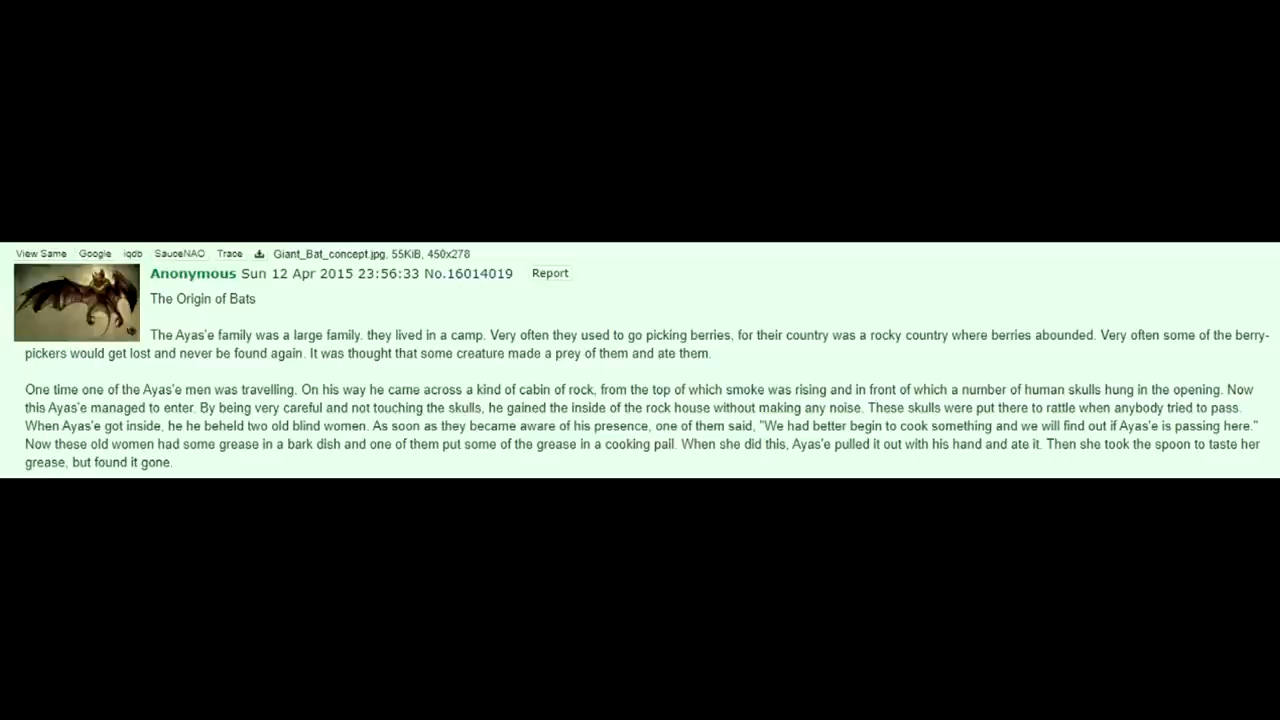 View Same Google iqdb SauceNAO Trace Giant_Bat_concept.jpg, 55KiB, 450x278
Anonymous Sun 12 Apr 2015 23:56:33 No.16014019 Report
The Origin of Bats
The Ayas'e family was a large family. they lived in a camp. Very often they used to go picking berries, for their country was a rocky country where berries abounded. Very often some of the berry-
pickers would get lost and never be found again. It was thought that some creature made a prey of them and ate them.
One time one of the Ayas'e men was travelling. On his way he came across a kind of cabin of rock, from the top of which smoke was rising and in front of which a number of human skulls hung in the opening. Now
this Ayas'e managed to enter. By being very careful and not touching the skulls, he gained the inside of the rock house without making any noise. These skulls were put there to rattle when anybody tried to pass.
When Ayas'e got inside, he he beheld two old blind women. As soon as they became aware of his presence, one of them said, "We had better begin to cook something and we will find out if Ayas'e is passing here."
Now these old women had some grease in a bark dish and one of them put some of the grease in a cooking pail. When she did this, Ayas'e pulled it out with his hand and ate it. Then she took the spoon to taste her
grease, but found it gone.